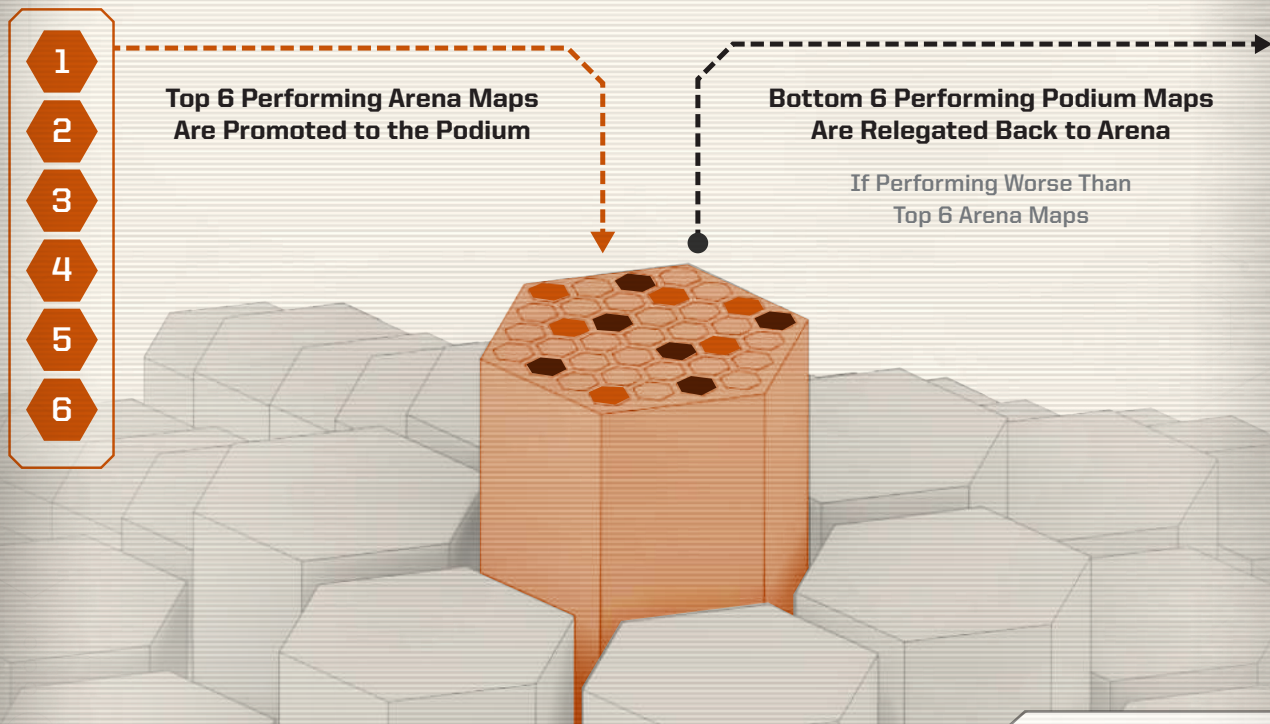 1
2
3
4
5
6
Top 6 Performing Arena Maps
Are Promoted to the Podium
Bottom 6 Performing Podium Maps
Are Relegated Back to Arena
If Performing Worse Than
Top 6 Arena Maps